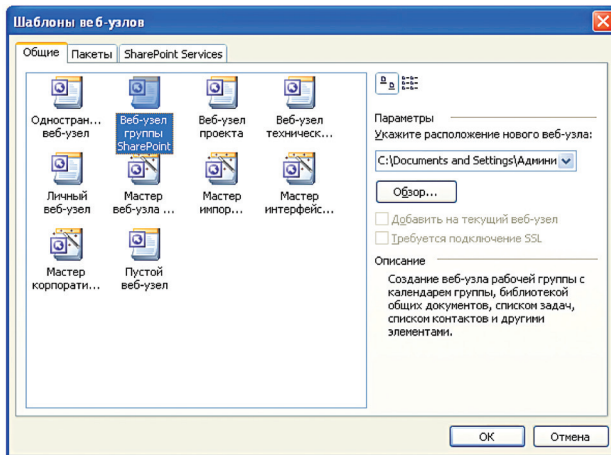 Шаблоны веб-узлов
Общие
Пакеты
SharePoint Services
Одностран...
веб-узел
Веб-узел
группы
SharePoint
Веб-узел
проекта
Веб-узел
техническ...
Личный
веб-узел
Мастер
веб-узла ...
Мастер
импор...
Мастер
интерфейс...
Мастер
корпорати...
Пустой
веб-узел
Параметры
Укажите расположение нового веб-узла:
C:\Documents and Settings\Админи
Обзор...
Добавить на текущий веб-узел
Требуется подключение SSL
Описание
Создание веб-узла рабочей группы с
календарем группы, библиотекой
общих документов, списком задач,
списком контактов и другими
элементами.
OK
Отмена